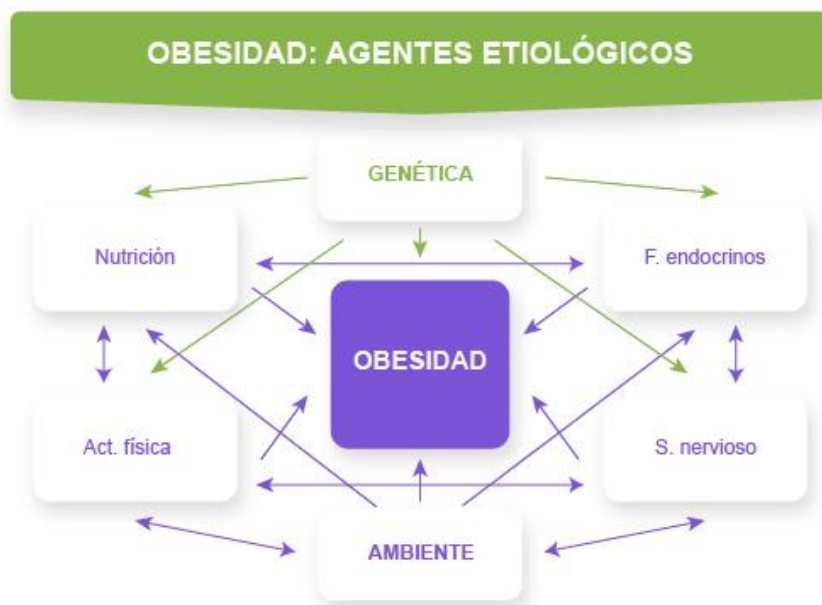 OBESIDAD: AGENTES ETIOLÓGICOS
GENÉTICA
Nutrición
F. endocrinos
OBESIDAD
Act. física
S. nervioso
AMBIENTE